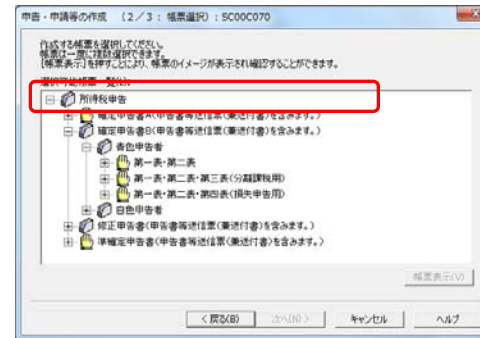 申告・申請等の作成 (2/3:帳票選択):SC00C070
作成する帳票を選択してください。
帳票は一度に複数選択できます。
[帳票表示]を押すことにより、帳票のイメージが表示され確認することができます。
選択可能帳票一覧(L):
所得税申告
確定申告書A(申告書等送信票(兼送付書)を含みます。)
確定申告書B(申告書等送信票(兼送付書)を含みます。)
青色申告者
第一表・第二表
第一表・第二表・第三表(分離課税用)
第一表・第二表・第四表(損失申告用)
白色申告者
修正申告書(申告書等送信票(兼送付書)を含みます。)
準確定申告書(申告書等送信票(兼送付書)を含みます。)
帳票表示(V)
< 戻る(B)
次へ(N) >
キャンセル
ヘルプ